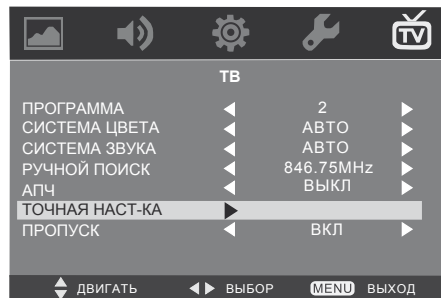 TV
ТВ
ПРОГРАММА 2
СИСТЕМА ЦВЕТА АВТО
СИСТЕМА ЗВУКА АВТО
РУЧНОЙ ПОИСК 846.75MHz
АПЧ ВЫКЛ
ТОЧНАЯ НАСТ-КА
ПРОПУСК ВКЛ
ДВИГАТЬ ВЫБОР MENU ВЫХОД